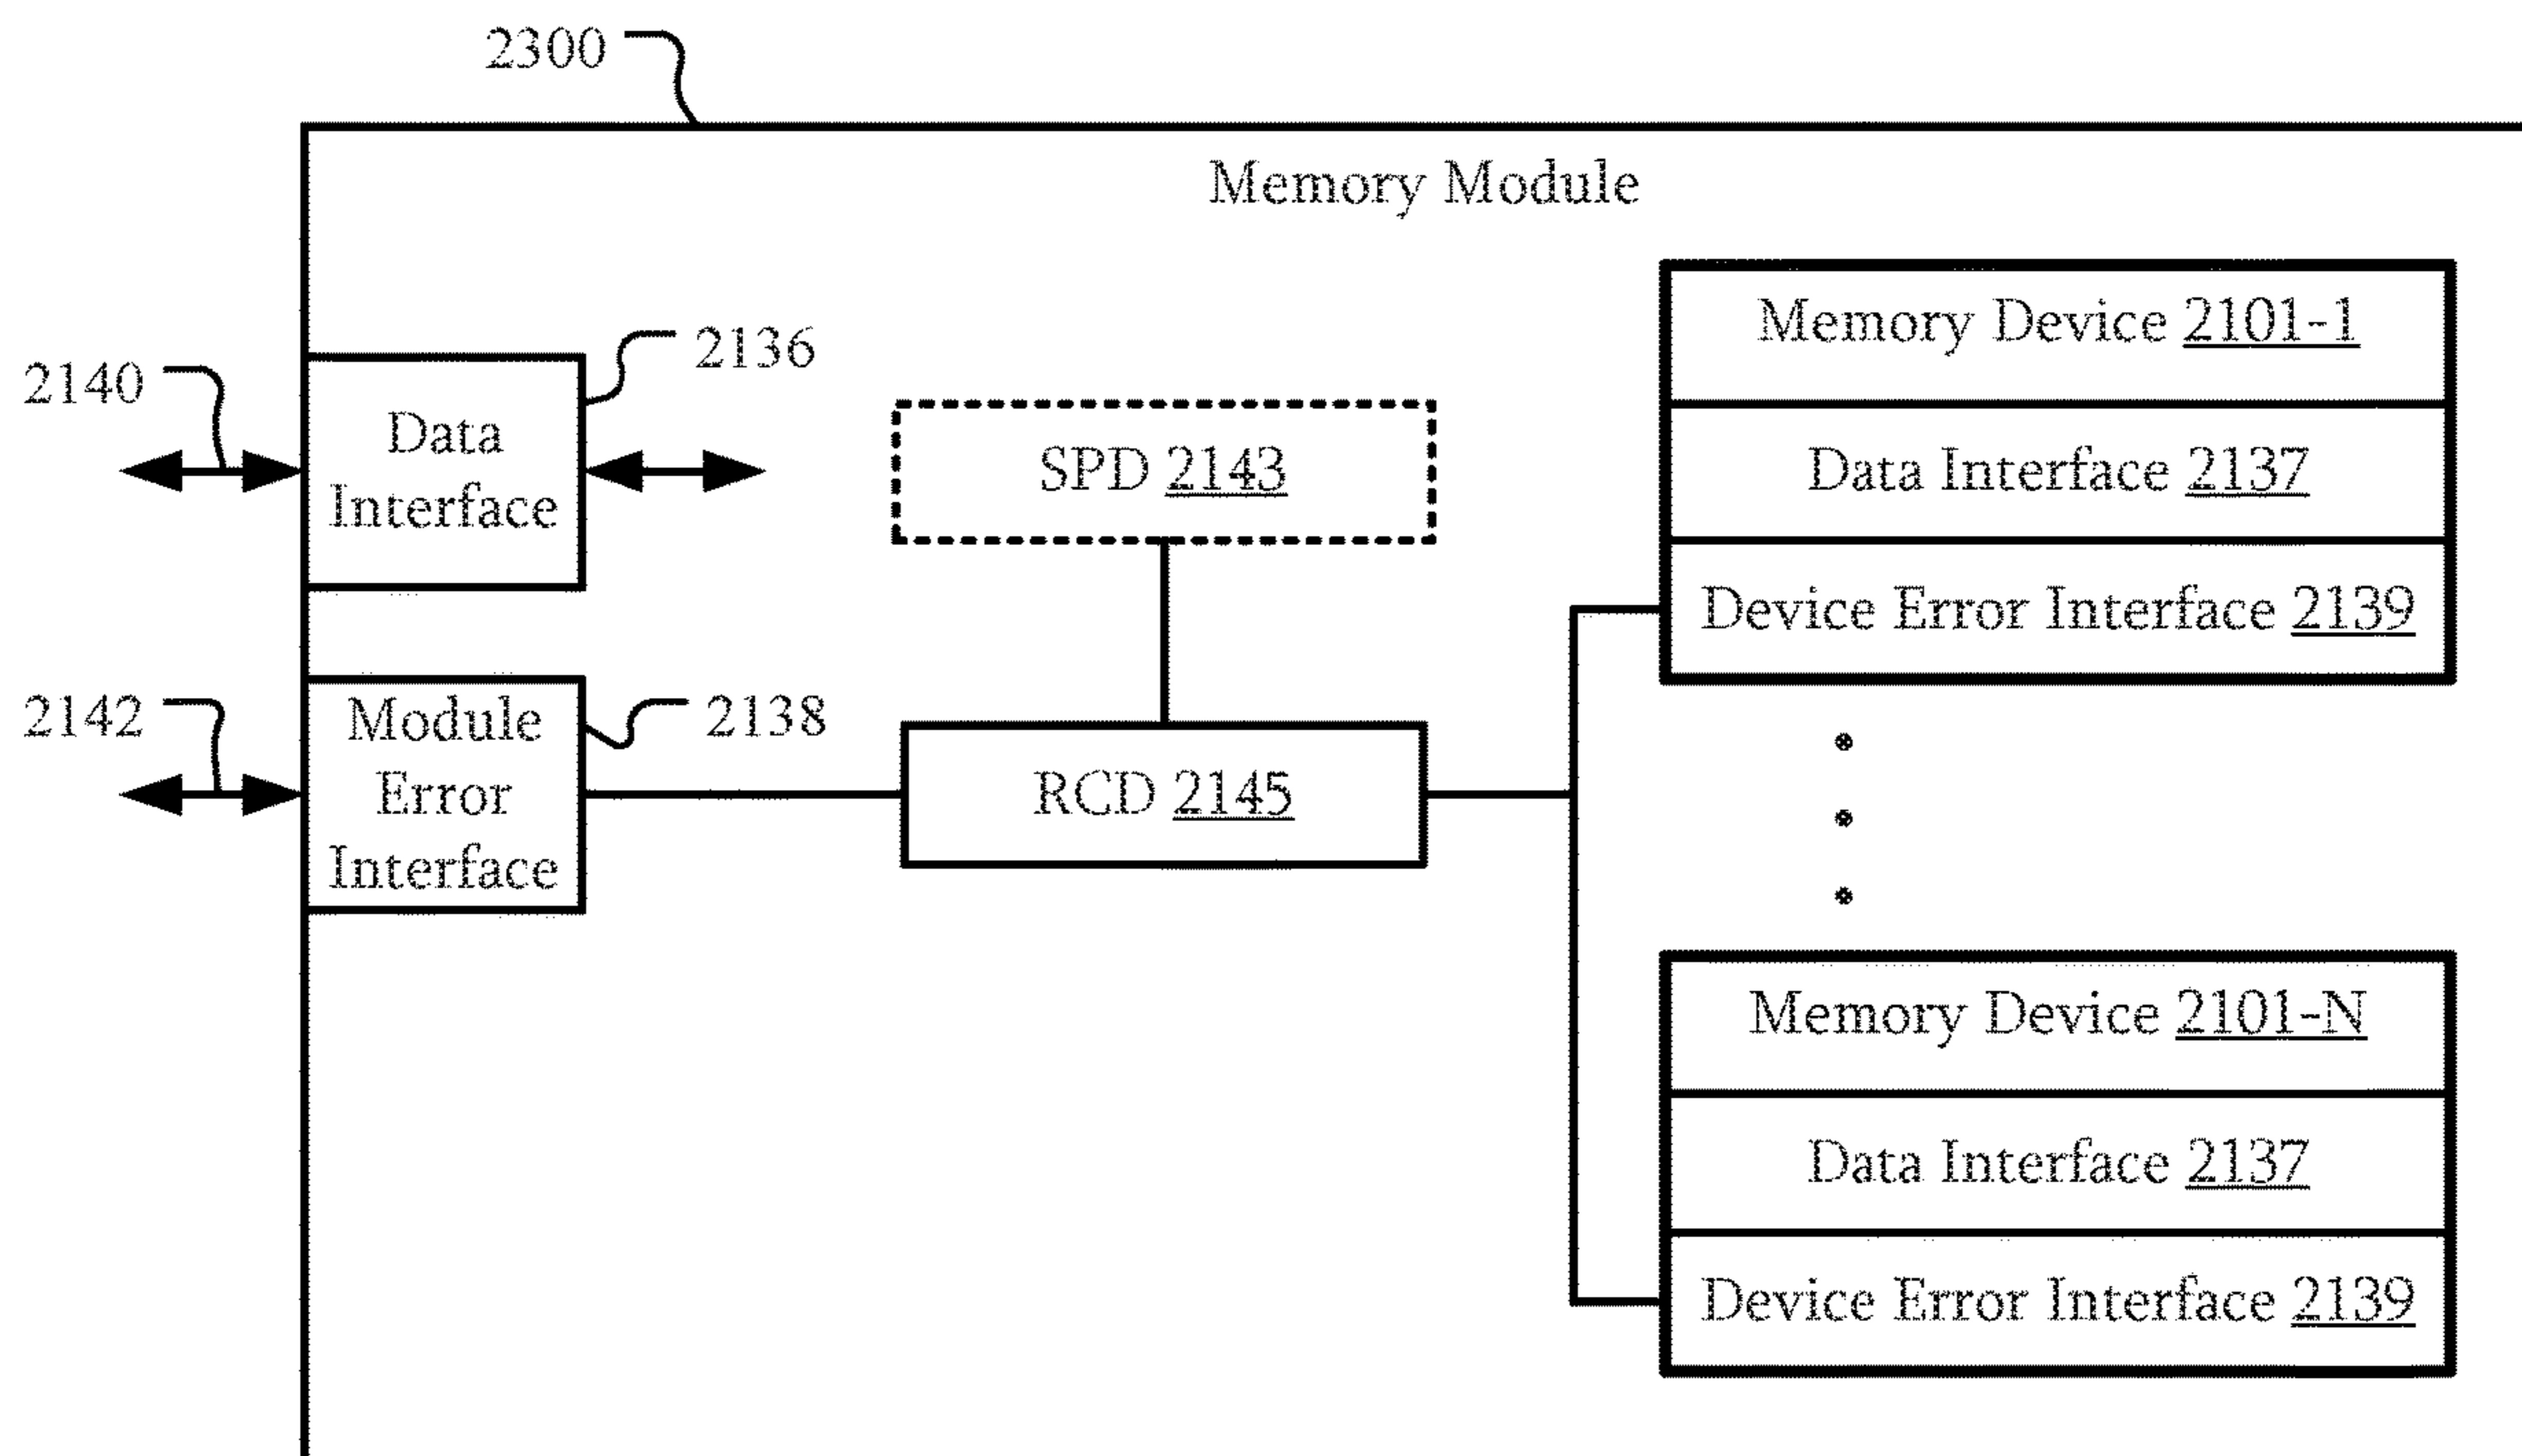 2300
Memory Module
2140
2136
Data
Interface
SPD 2143
Memory Device 2101-1
Data Interface 2137
Device Error Interface 2139
2142
2138
Module
Error
Interface
RCD 2145
Memory Device 2101-N
Data Interface 2137
Device Error Interface 2139